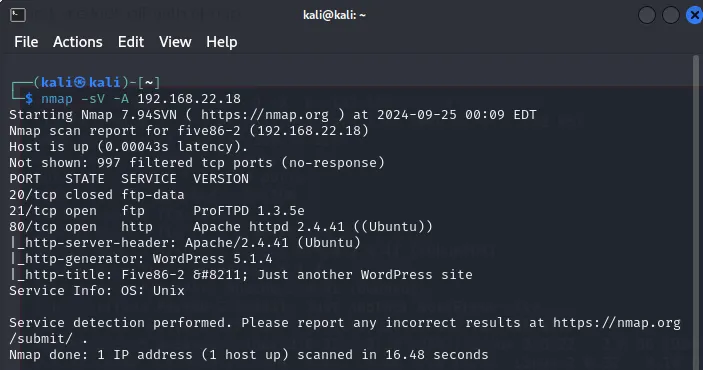 kali@kali: ~
File Actions Edit View Help
┌──(kali㉿kali)-[~]
└─$ nmap -sV -A 192.168.22.18
Starting Nmap 7.94SVN ( https://nmap.org ) at 2024-09-25 00:09 EDT
Nmap scan report for five86-2 (192.168.22.18)
Host is up (0.00043s latency).
Not shown: 997 filtered tcp ports (no-response)
PORT   STATE  SERVICE  VERSION
20/tcp closed ftp-data
21/tcp open   ftp      ProFTPD 1.3.5e
80/tcp open   http     Apache httpd 2.4.41 ((Ubuntu))
|_http-server-header: Apache/2.4.41 (Ubuntu)
|_http-generator: WordPress 5.1.4
|_http-title: Five86-2 &#8211; Just another WordPress site
Service Info: OS: Unix
Service detection performed. Please report any incorrect results at https://nmap.org
/submit/ .
Nmap done: 1 IP address (1 host up) scanned in 16.48 seconds